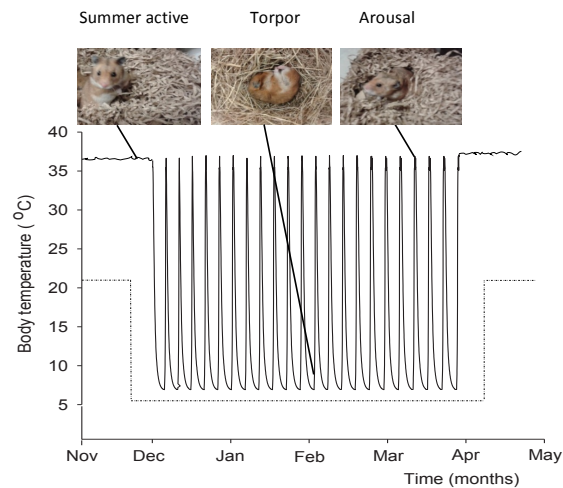 Summer active
Torpor
Arousal
40
35
30
25
20
15
10
5
Body temperature ( ⁰C)
Nov Dec Jan Feb Mar Apr May
Time (months)